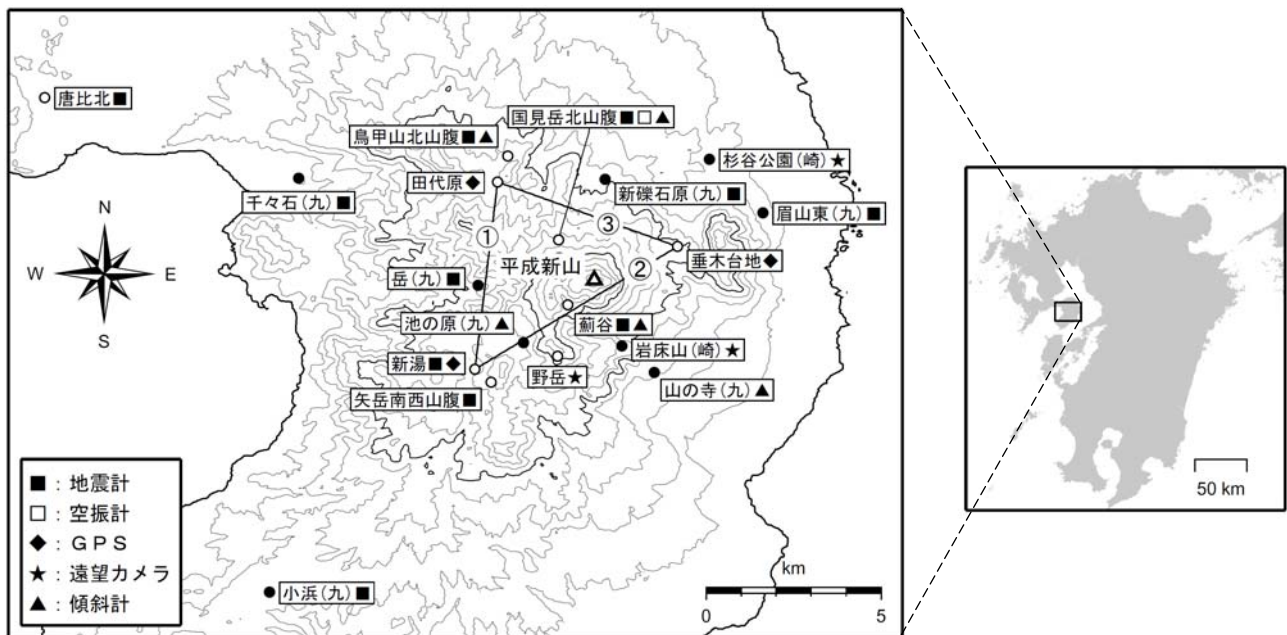 唐比北■
国見岳北山腹■□▲
鳥甲山北山腹■▲
杉谷公園(崎)★
田代原◆
新礫石原(九)■
千々石(九)■
眉山東(九)■
①
③
N
W
E
S
平成新山
②
垂木台地◆
岳(九)■
池の原(九)▲
薊谷■▲
新湯■◆
岩床山(崎)★
野岳★
山の寺(九)▲
矢岳南西山腹■
■:地震計
□:空振計
◆:GPS
★:遠望カメラ
▲:傾斜計
小浜(九)■
km
0 5
50 km